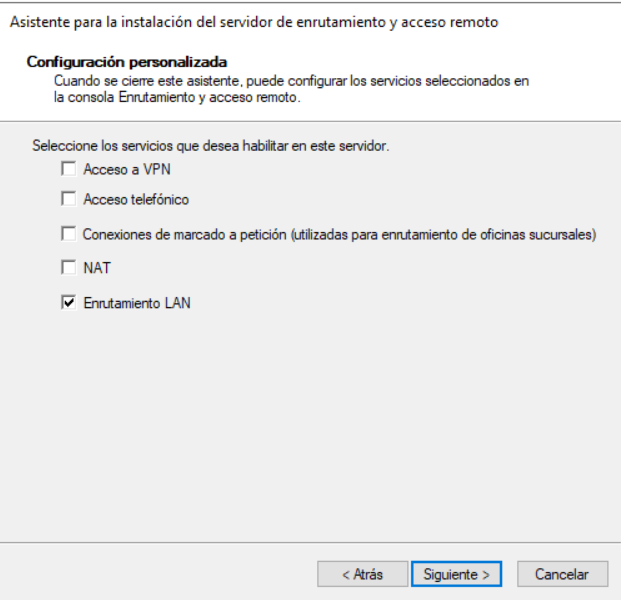 Asistente para la instalación del servidor de enrutamiento y acceso remoto
Configuración personalizada
Cuando se cierre este asistente, puede configurar los servicios seleccionados en
la consola Enrutamiento y acceso remoto.
Seleccione los servicios que desea habilitar en este servidor.
Acceso a VPN
Acceso telefónico
Conexiones de marcado a petición (utilizadas para enrutamiento de oficinas sucursales)
NAT
Enrutamiento LAN
< Atrás Siguiente > Cancelar